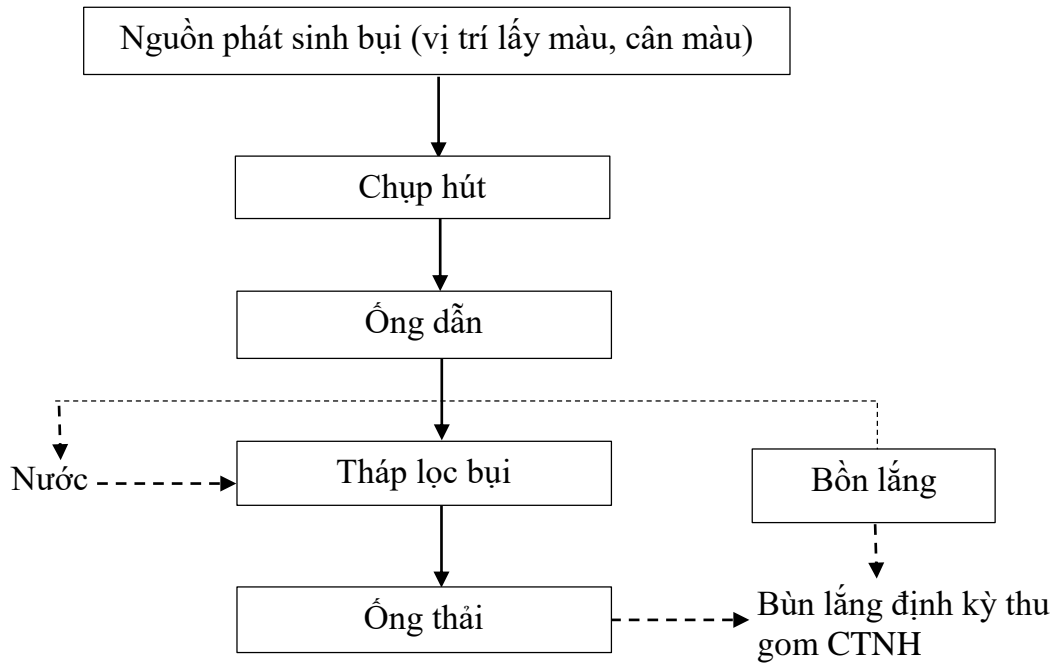 Nguồn phát sinh bụi (vị trí lấy màu, cân màu)
Chụp hút
Ống dẫn
Nước
Tháp lọc bụi
Bồn lắng
Ống thải
Bùn lắng định kỳ thu
gom CTNH